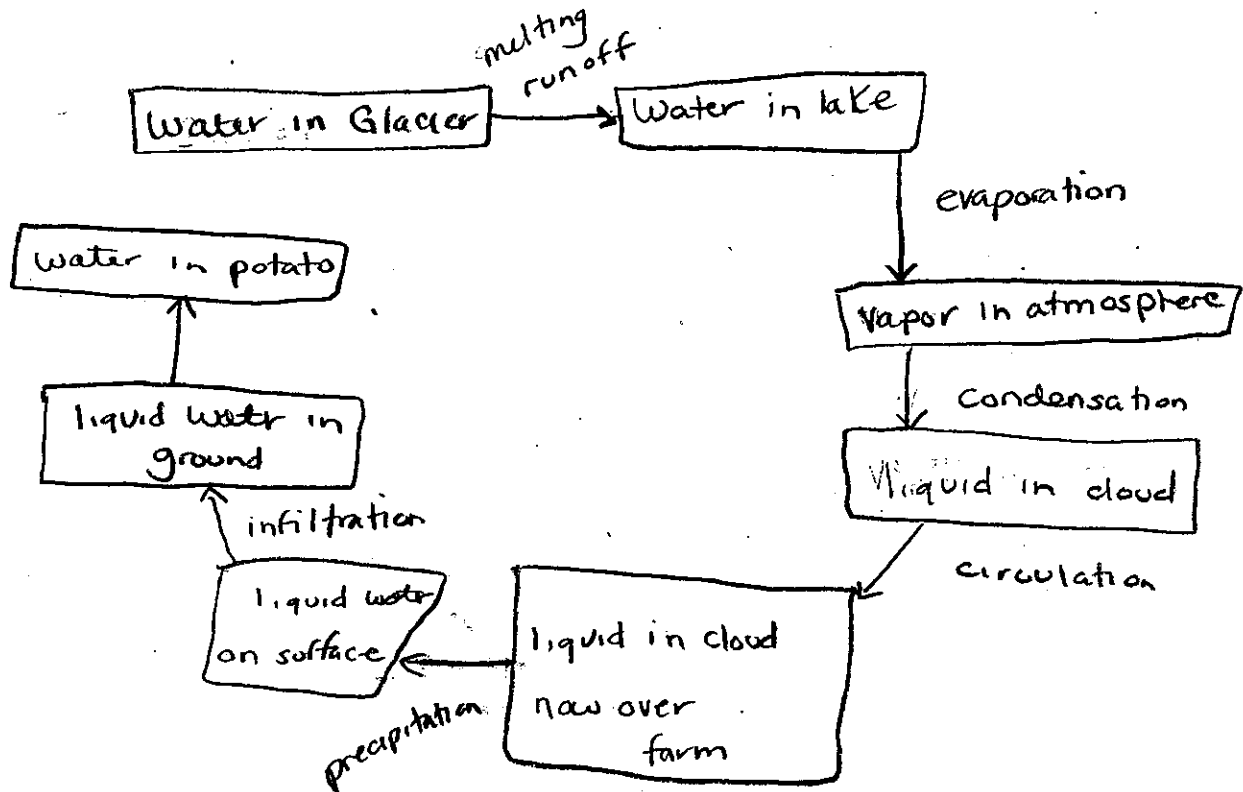 melting
runoff
Water in Glacier
Water in lake
evaporation
water in potato
vapor in atmosphere
condensation
liquid water in
ground
liquid in cloud
infiltration
circulation
liquid water
on surface
liquid in cloud
now over
farm
precipitation